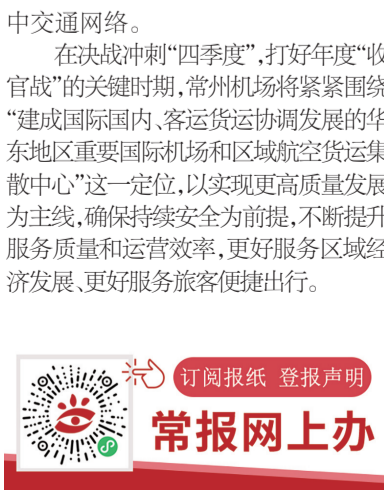 中交通网络。
在决战冲刺“四季度”,打好年度“收
官战”的关键时期,常州机场将紧紧围绕
“建成国际国内、客运货运协调发展的华
东地区重要国际机场和区域航空货运集
散中心”这一定位,以实现更高质量发展
为主线,确保持续安全为前提,不断提升
服务质量和运营效率,更好服务区域经
济发展、更好服务旅客便捷出行。
订阅报纸 登报声明
常报网上办